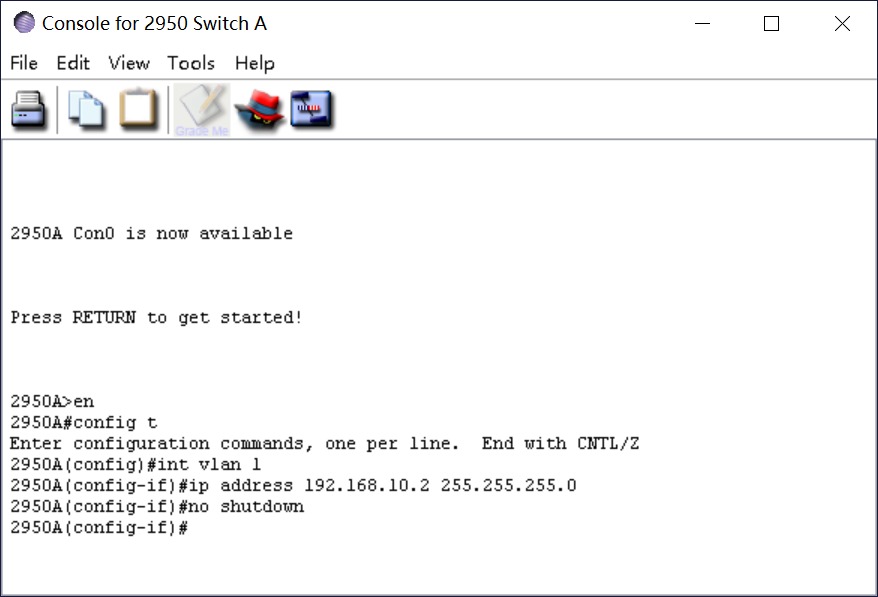 Console for 2950 Switch A
File Edit View Tools Help
Grade Me
2950A Con0 is now available
Press RETURN to get started!
2950A>en
2950A#config t
Enter configuration commands, one per line.  End with CNTL/Z
2950A(config)#int vlan 1
2950A(config-if)#ip address 192.168.10.2 255.255.255.0
2950A(config-if)#no shutdown
2950A(config-if)#